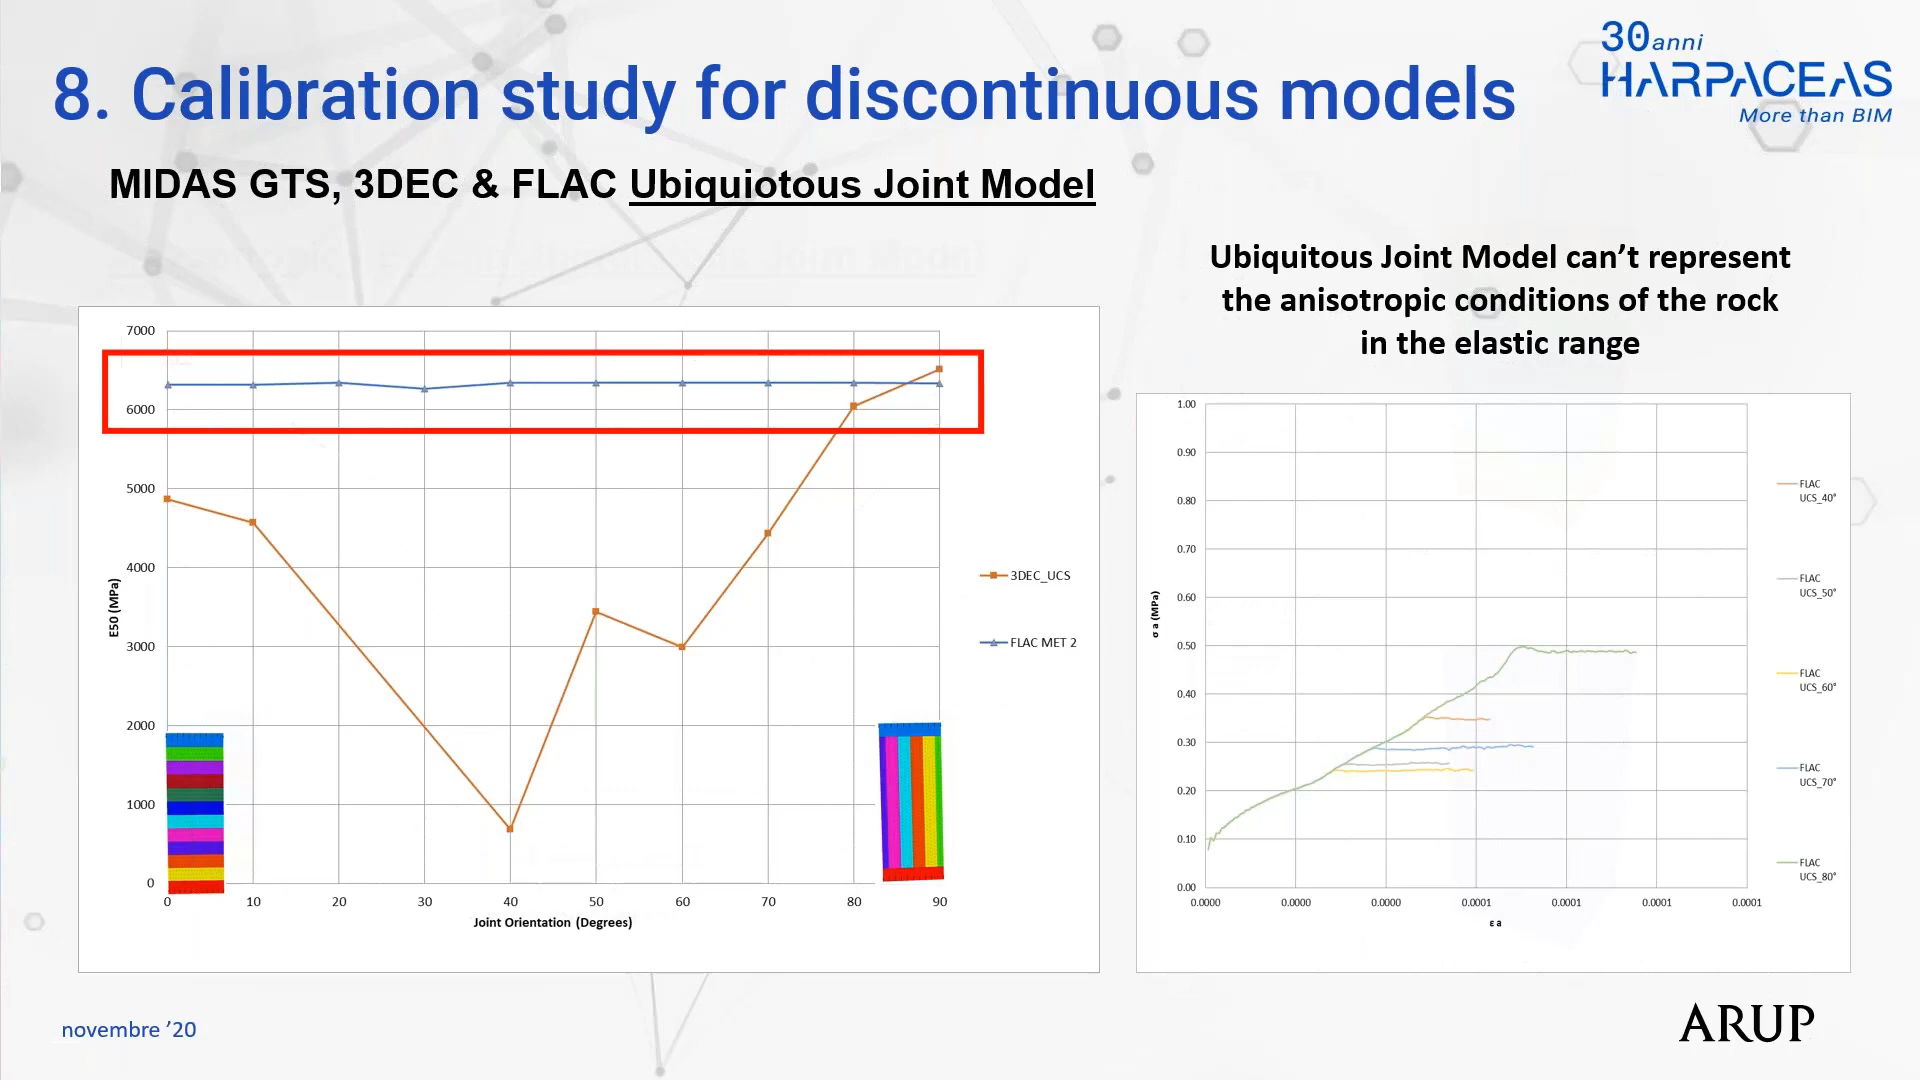 30anni
HARPACEAS
More than BIM
8. Calibration study for discontinuous models
MIDAS GTS, 3DEC & FLAC Ubiquiotous Joint Model
Ubiquitous Joint Model can’t represent
the anisotropic conditions of the rock
in the elastic range
7000
6000
5000
4000
3000
2000
1000
0
E50 (MPa)
0 10 20 30 40 50 60 70 80 90
Joint Orientation (Degrees)
3DEC_UCS
FLAC MET 2
1.00
0.90
0.80
0.70
0.60
0.50
0.40
0.30
0.20
0.10
0.00
σ a (MPa)
0.0000 0.0000 0.0000 0.0001 0.0001 0.0001 0.0001
ε a
FLAC
UCS_40°
FLAC
UCS_50°
FLAC
UCS_60°
FLAC
UCS_70°
FLAC
UCS_80°
novembre ’20
ARUP